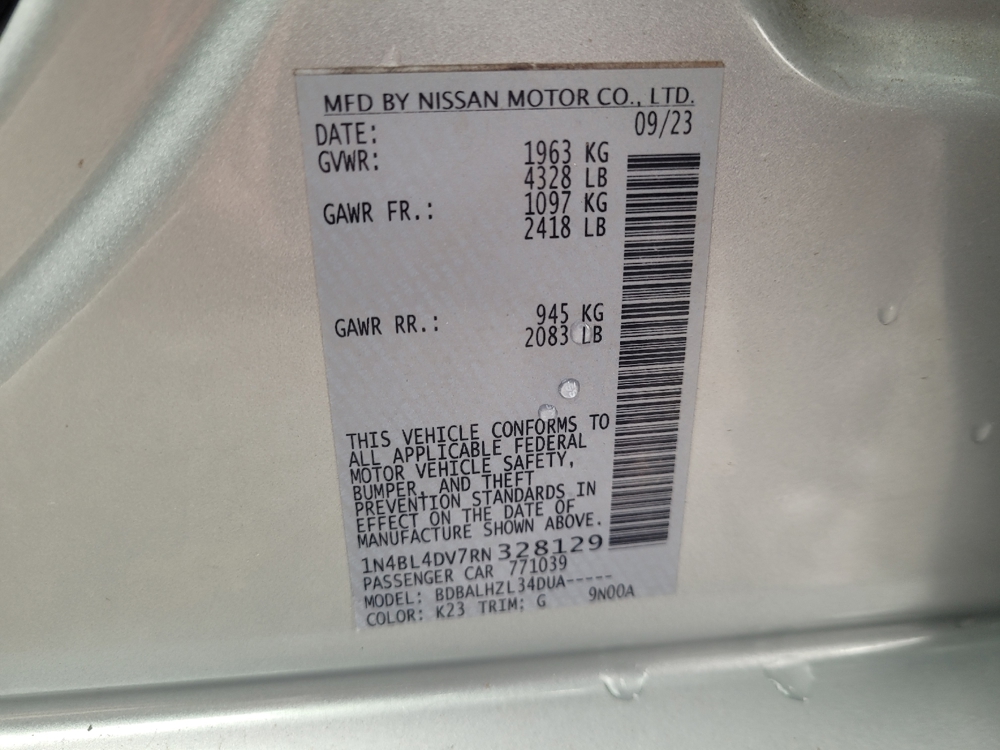 MFD BY NISSAN MOTOR CO., LTD.
DATE: 09/23
GVWR: 1963 KG
4328 LB
GAWR FR.: 1097 KG
2418 LB
GAWR RR.: 945 KG
2083 LB
THIS VEHICLE CONFORMS TO
ALL APPLICABLE FEDERAL
MOTOR VEHICLE SAFETY,
BUMPER, AND THEFT
PREVENTION STANDARDS IN
EFFECT ON THE DATE OF
MANUFACTURE SHOWN ABOVE.
1N4BL4DV7RN328129
PASSENGER CAR 771039
MODEL: BDBALHZL34DUA-----
COLOR: K23 TRIM: G 9N00A